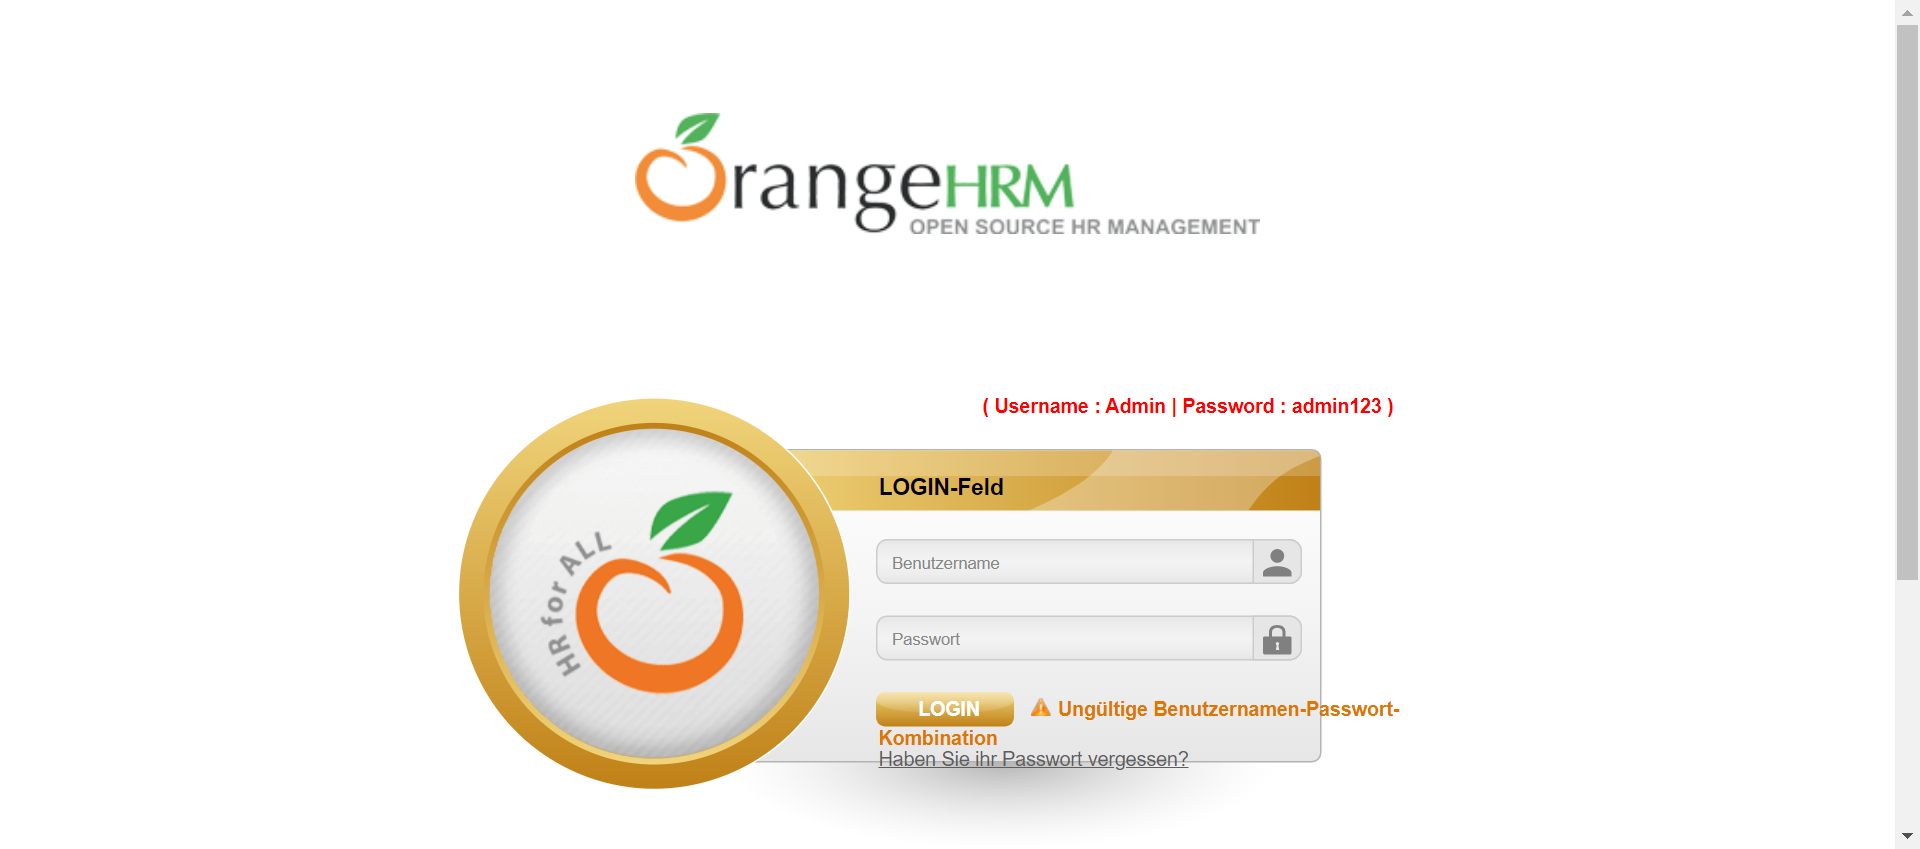 OrangeHRM
OPEN SOURCE HR MANAGEMENT
( Username : Admin | Password : admin123 )
LOGIN-Feld
HR for ALL
Benutzername
Passwort
LOGIN Ungültige Benutzernamen-Passwort-
Kombination
Haben Sie ihr Passwort vergessen?